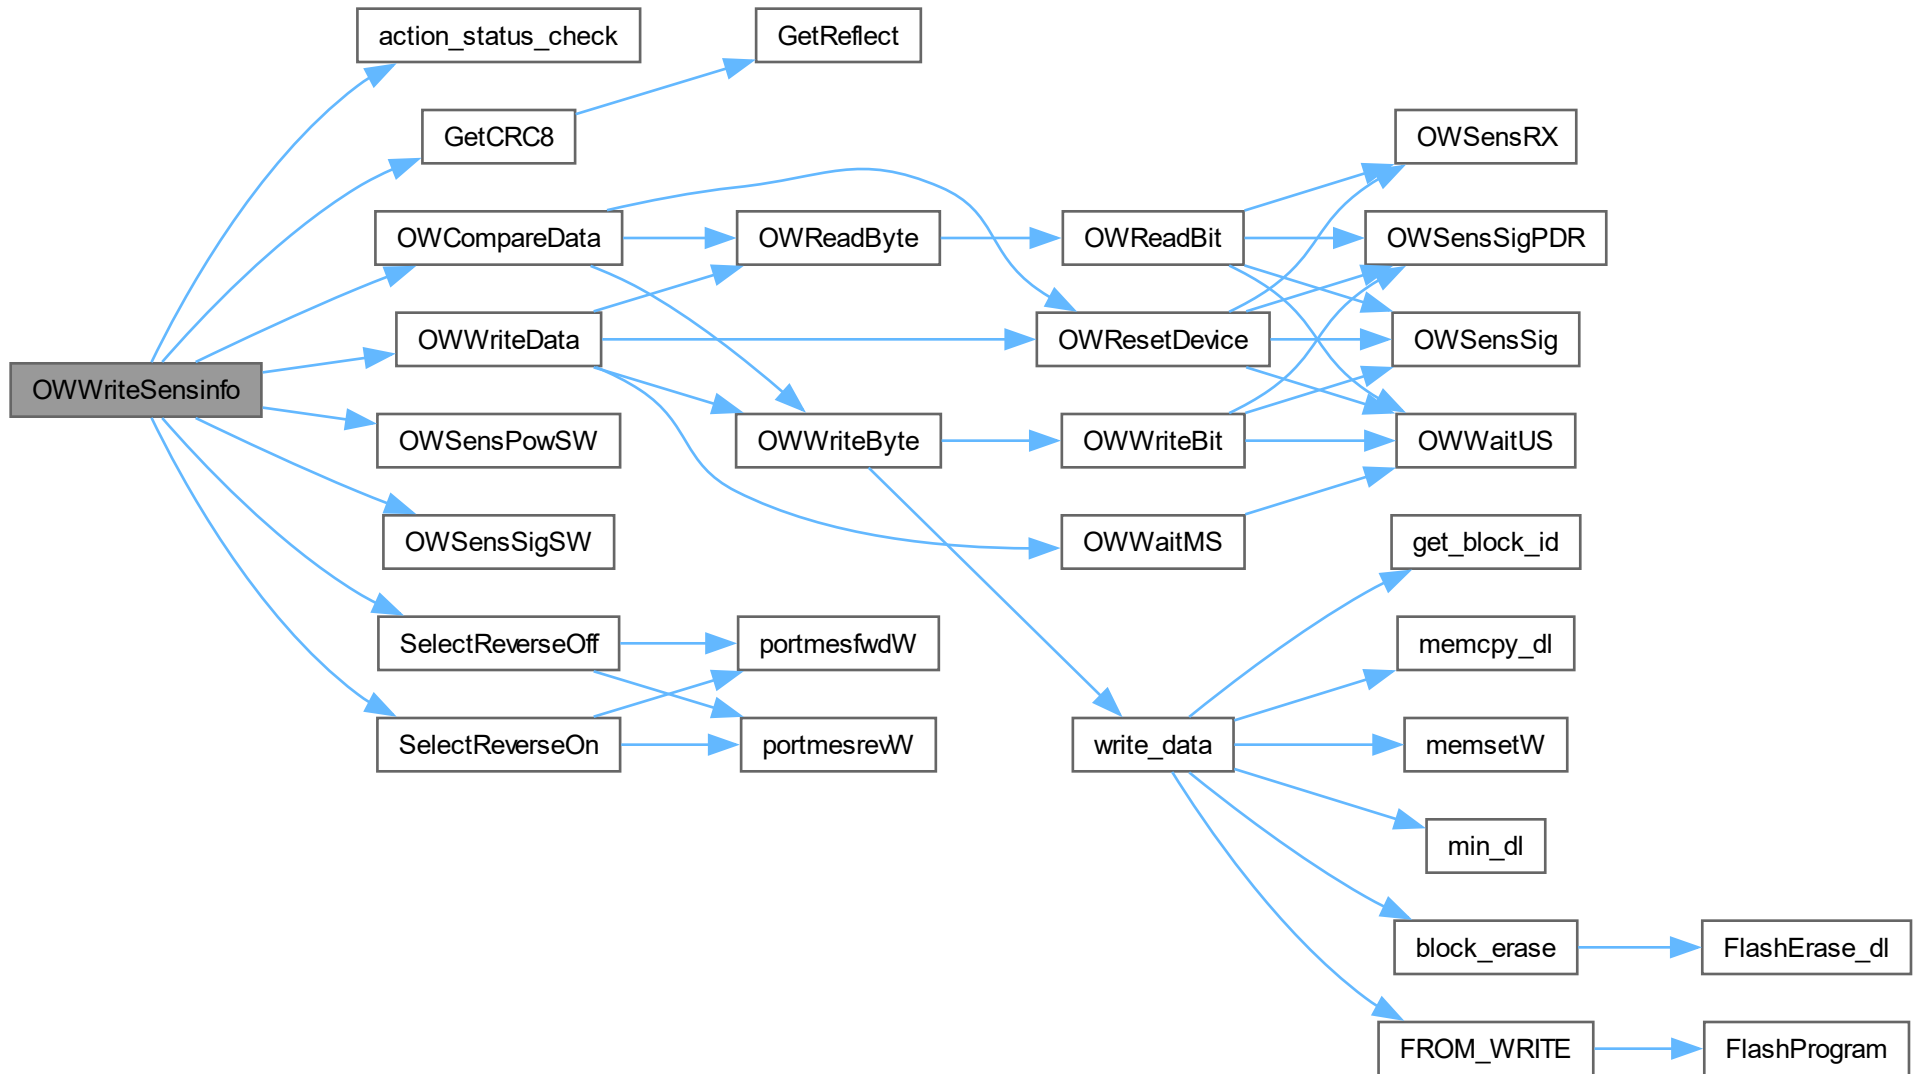 action_status_check
GetReflect
GetCRC8
OWSensRX
OWCompareData
OWReadByte
OWReadBit
OWSensSigPDR
OWWriteData
OWResetDevice
OWSensSig
OWWriteSensinfo
OWSensPowSW
OWWriteByte
OWWriteBit
OWWaitUS
OWSensSigSW
OWWaitMS
get_block_id
SelectReverseOff
portmesfwdW
memcpy_dl
SelectReverseOn
portmesrevW
write_data
memsetW
min_dl
block_erase
FlashErase_dl
FROM_WRITE
FlashProgram